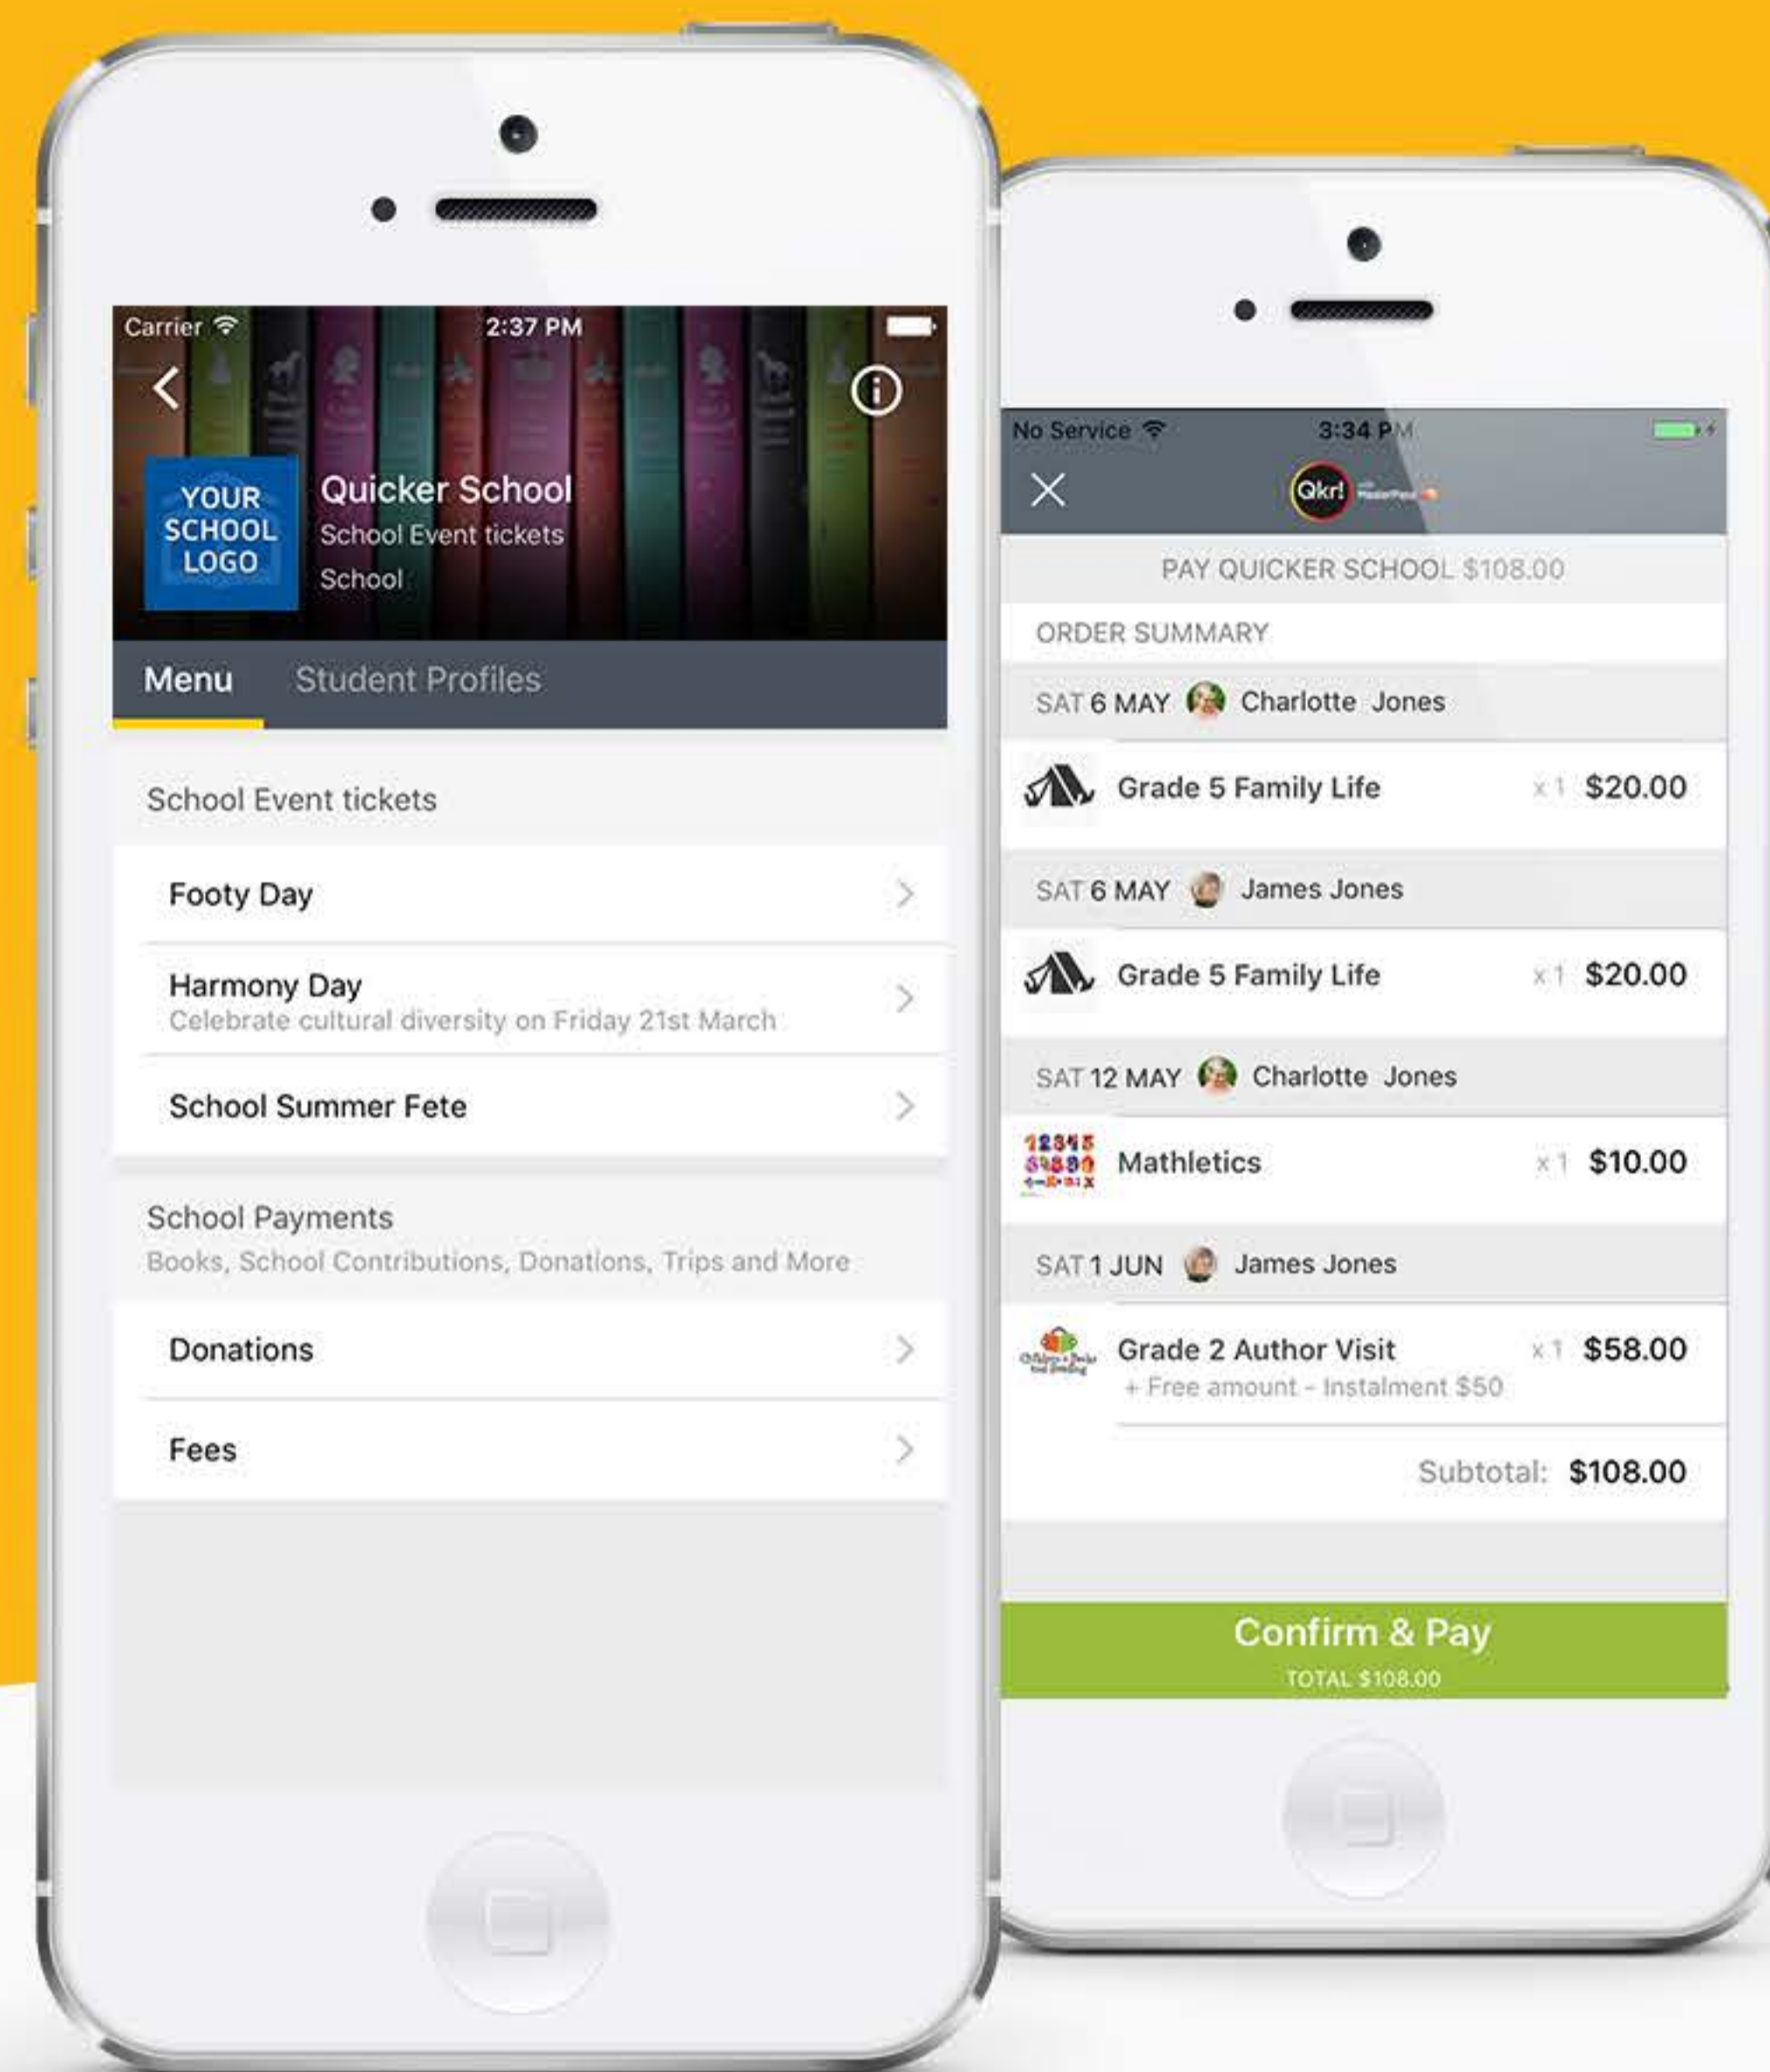 Carrier 2:37 PM
YOUR
SCHOOL
LOGO
Quicker School
School Event tickets
School
Menu Student Profiles
School Event tickets
Footy Day
Harmony Day
Celebrate cultural diversity on Friday 21st March
School Summer Fete
School Payments
Books, School Contributions, Donations, Trips and More
Donations
Fees
No Service 3:34 PM
Qkr!
PAY QUICKER SCHOOL $108.00
ORDER SUMMARY
SAT 6 MAY Charlotte Jones
Grade 5 Family Life x 1 $20.00
SAT 6 MAY James Jones
Grade 5 Family Life x 1 $20.00
SAT 12 MAY Charlotte Jones
Mathletics x 1 $10.00
SAT 1 JUN James Jones
Grade 2 Author Visit x 1 $58.00
+ Free amount - Instalment $50
Subtotal: $108.00
Confirm & Pay
TOTAL $108.00